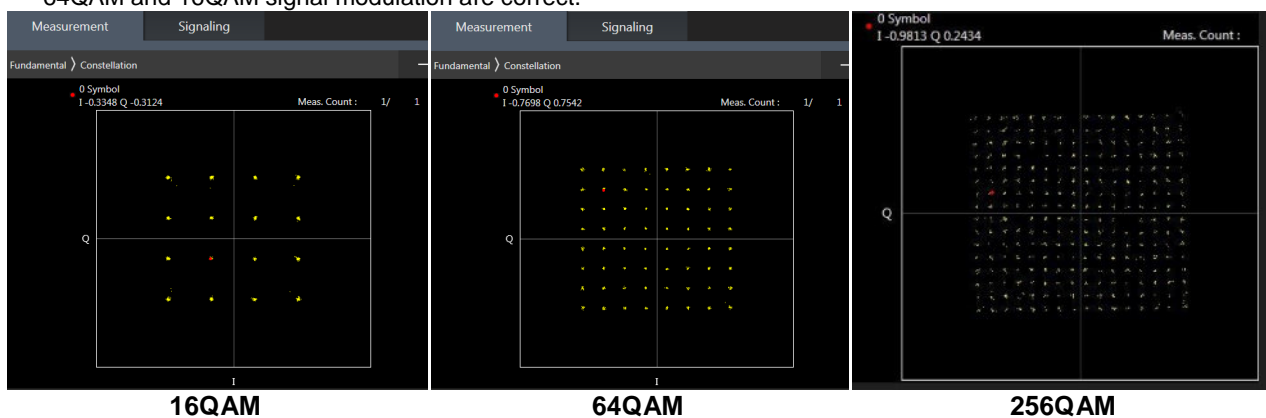 64QAM and 16QAM signal modulation are correct.
Measurement Signaling
Fundamental 〉 Constellation
0 Symbol
I -0.3348 Q -0.3124 Meas. Count : 1/ 1
Q
I
16QAM
Measurement Signaling
Fundamental 〉 Constellation
0 Symbol
I -0.7698 Q 0.7542 Meas. Count : 1/ 1
Q
I
64QAM
0 Symbol
I -0.9813 Q 0.2434 Meas. Count :
Q
256QAM